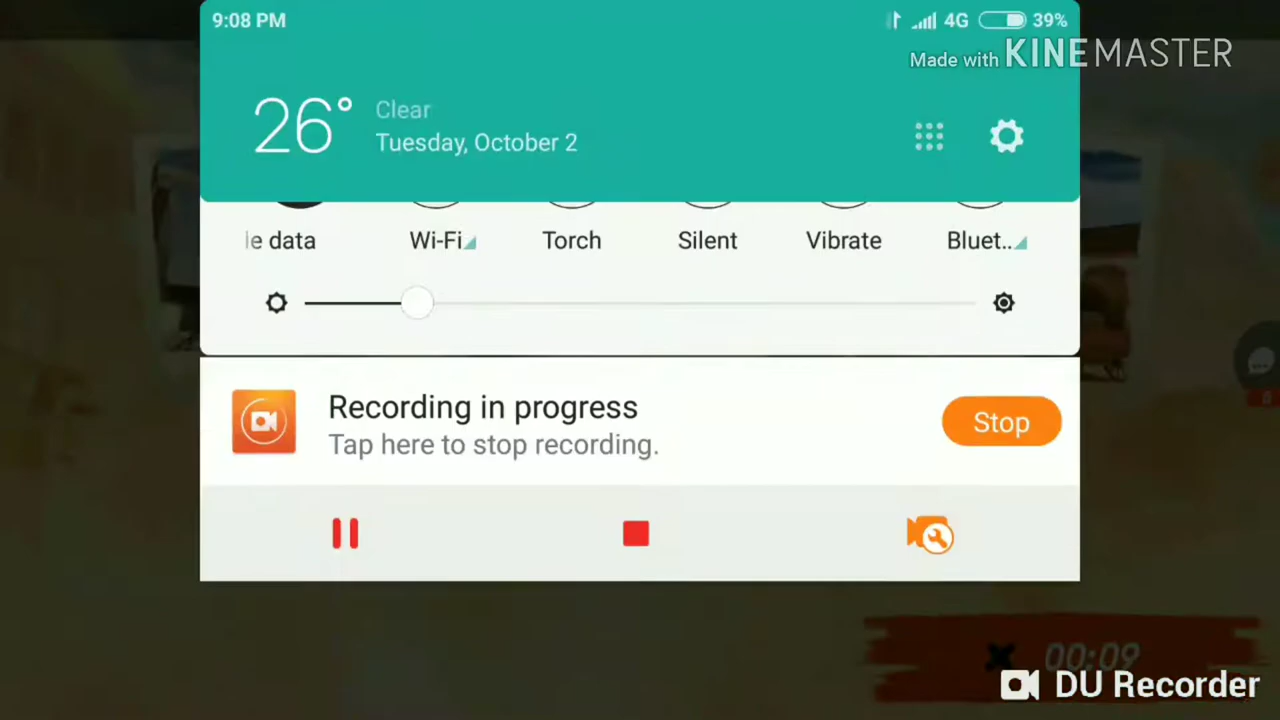 9:08 PM
4G
39%
Made with KINEMASTER
26°
Clear
Tuesday, October 2
le data
Wi-Fi
Torch
Silent
Vibrate
Bluet..
Recording in progress
Tap here to stop recording.
Stop
00:09
DU Recorder